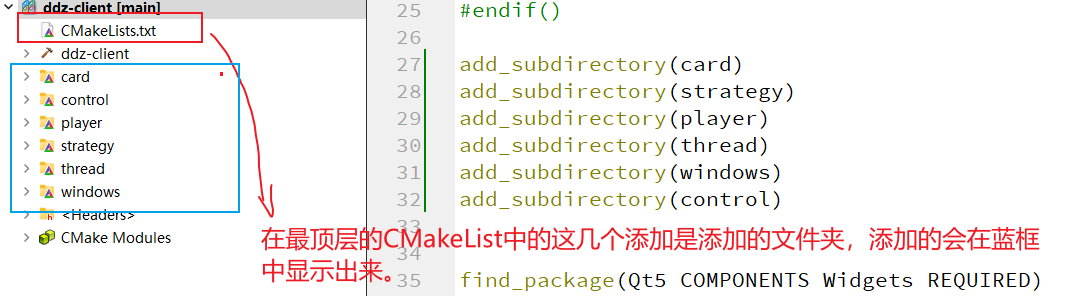 ddz-client [main]
CMakeLists.txt
ddz-client
card
control
player
strategy
thread
windows
<Headers>
CMake Modules
25 #endif()
26
27 add_subdirectory(card)
28 add_subdirectory(strategy)
29 add_subdirectory(player)
30 add_subdirectory(thread)
31 add_subdirectory(windows)
32 add_subdirectory(control)
33
在最顶层的CMakeList中的这几个添加是添加的文件夹，添加的会在蓝框
中显示出来。
35 find_package(Qt5 COMPONENTS Widgets REQUIRED)